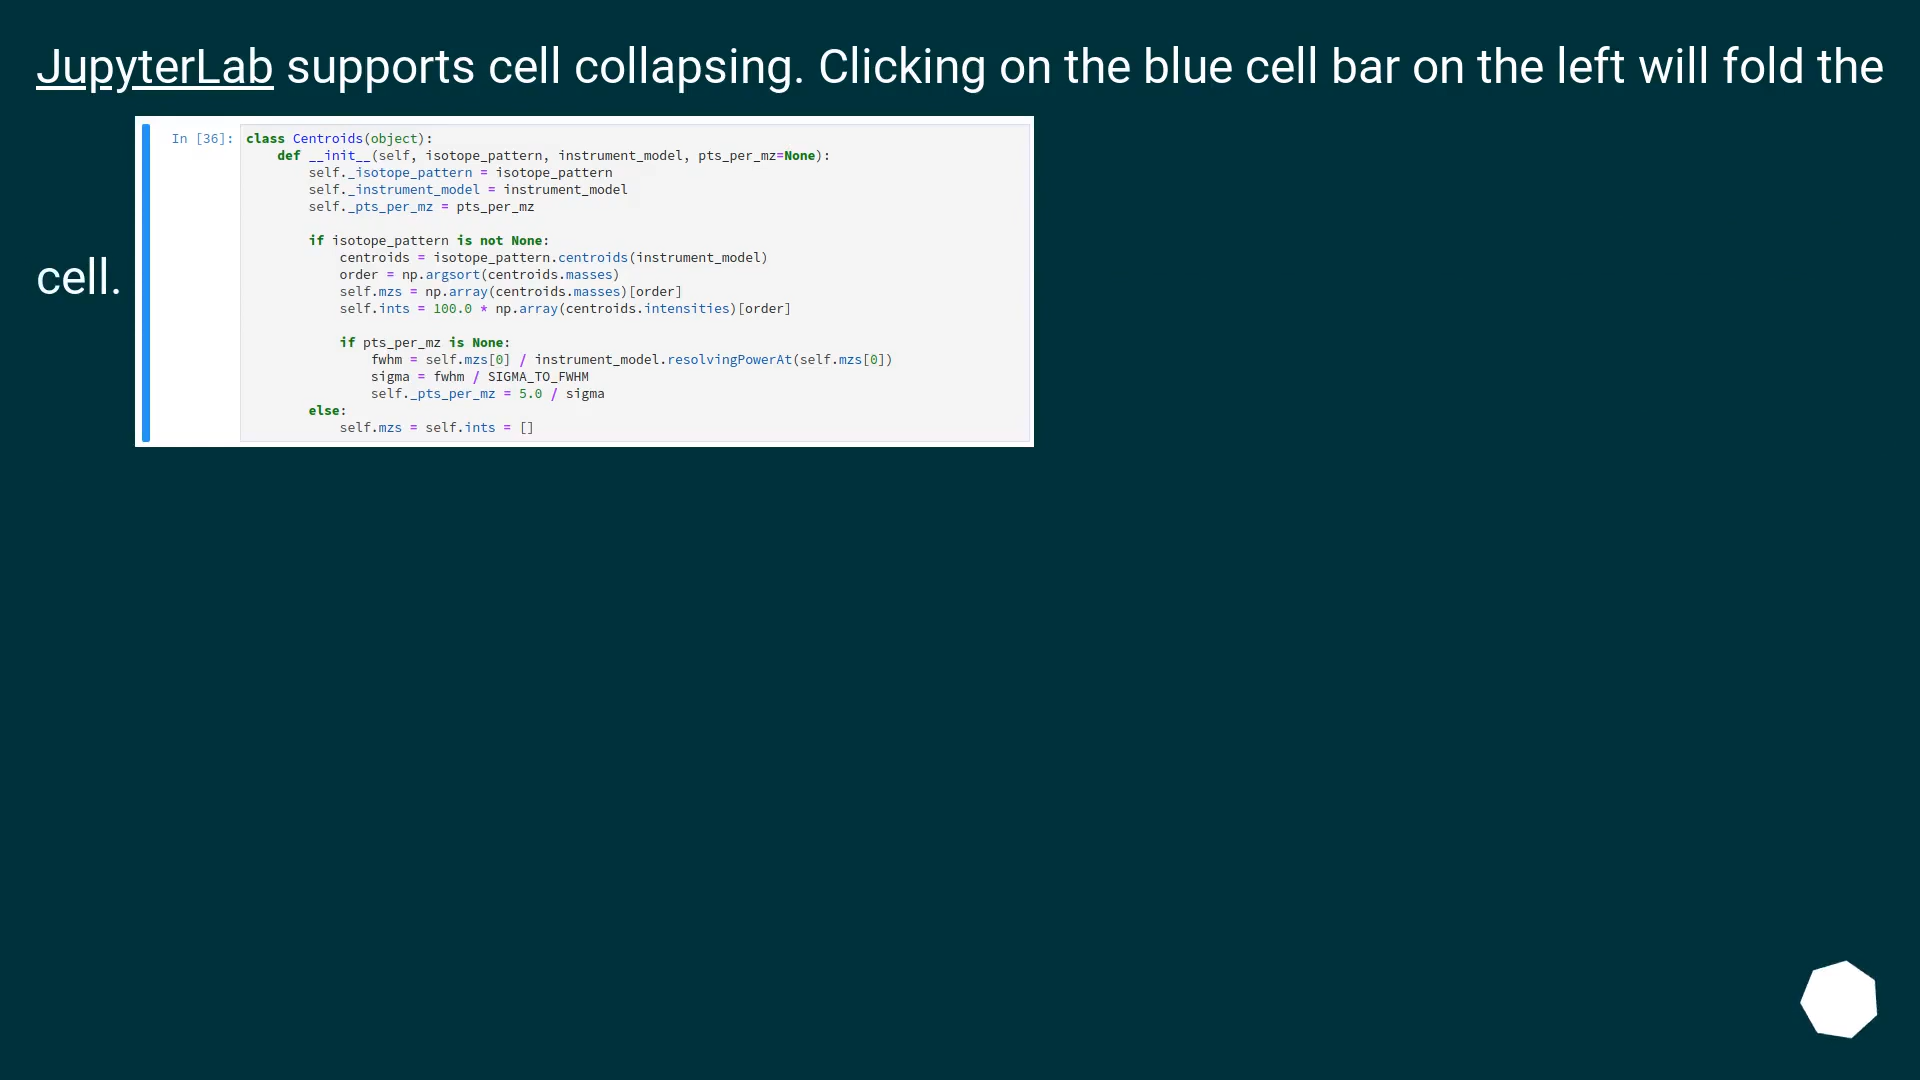 JupyterLab supports cell collapsing. Clicking on the blue cell bar on the left will fold the
cell.
In [36]: class Centroids(object):
    def __init__(self, isotope_pattern, instrument_model, pts_per_mz=None):
        self._isotope_pattern = isotope_pattern
        self._instrument_model = instrument_model
        self._pts_per_mz = pts_per_mz
        if isotope_pattern is not None:
            centroids = isotope_pattern.centroids(instrument_model)
            order = np.argsort(centroids.masses)
            self.mzs = np.array(centroids.masses)[order]
            self.ints = 100.0 * np.array(centroids.intensities)[order]
            if pts_per_mz is None:
                fwhm = self.mzs[0] / instrument_model.resolvingPowerAt(self.mzs[0])
                sigma = fwhm / SIGMA_TO_FWHM
                self._pts_per_mz = 5.0 / sigma
        else:
            self.mzs = self.ints = []